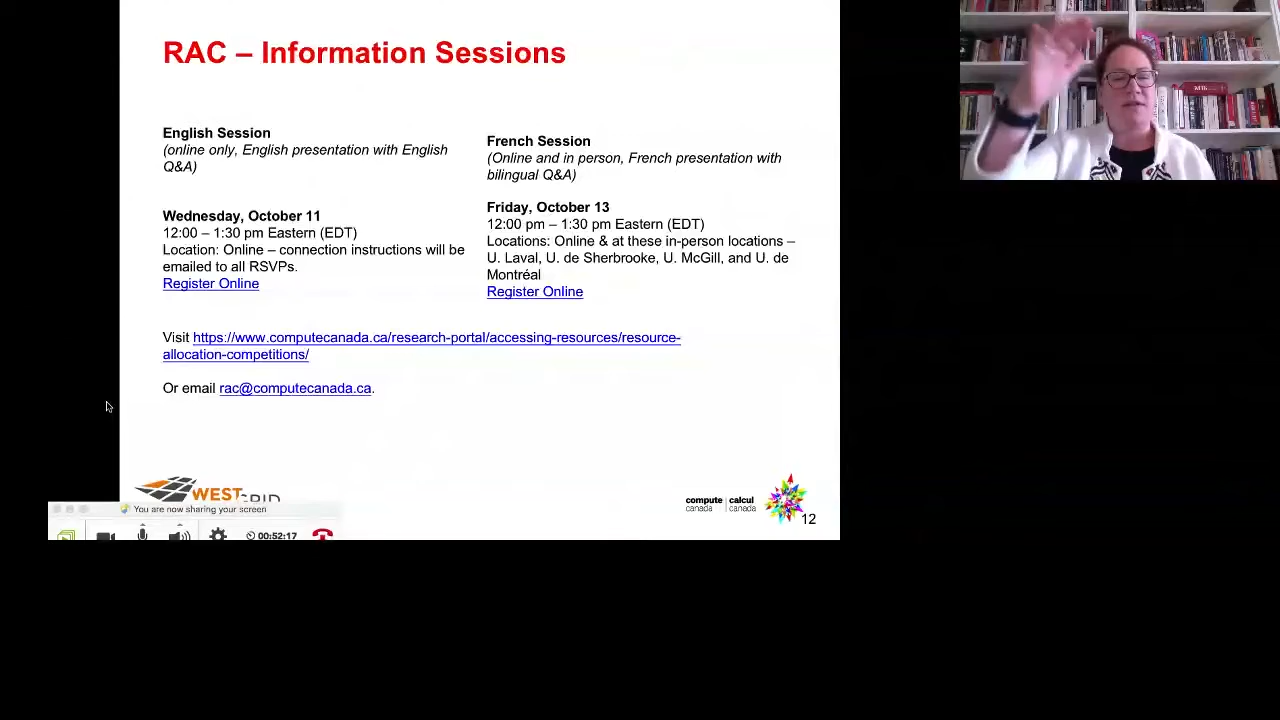 RAC – Information Sessions
English Session
(online only, English presentation with English
Q&A)
Wednesday, October 11
12:00 – 1:30 pm Eastern (EDT)
Location: Online – connection instructions will be
emailed to all RSVPs.
Register Online
French Session
(Online and in person, French presentation with
bilingual Q&A)
Friday, October 13
12:00 pm – 1:30 pm Eastern (EDT)
Locations: Online & at these in-person locations –
U. Laval, U. de Sherbrooke, U. McGill, and U. de
Montréal
Register Online
Visit https://www.computecanada.ca/research-portal/accessing-resources/resource-
allocation-competitions/
Or email rac@computecanada.ca.
WESTGRID
compute | calcul
canada | canada
12
You are now sharing your screen
00:52:17